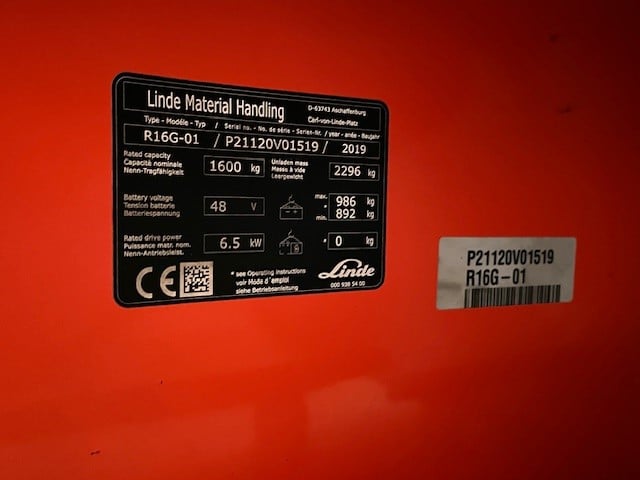 Linde Material Handling
D-63743 Aschaffenburg
Carl-von-Linde-Platz
Type - Modèle - Typ / Serial no. - No. de série - Serien-Nr. / year - année - Baujahr
R16G-01 / P21120V01519 / 2019
Rated capacity
Capacité nominale
Nenn-Tragfähigkeit
1600 kg
Unladen mass
Masse à vide
Leergewicht
2296 kg
Battery voltage
Tension batterie
Batteriespannung
48 V
max. 986 kg
*
min. 892 kg
Rated drive power
Puissance matr. nom.
Nenn-Antriebsleist.
6.5 kW
* 0 kg
CE
* see Operating instructions
voir Mode d'emploi
siehe Betriebsanleitung
Linde
000 938 54 00
P21120V01519
R16G-01